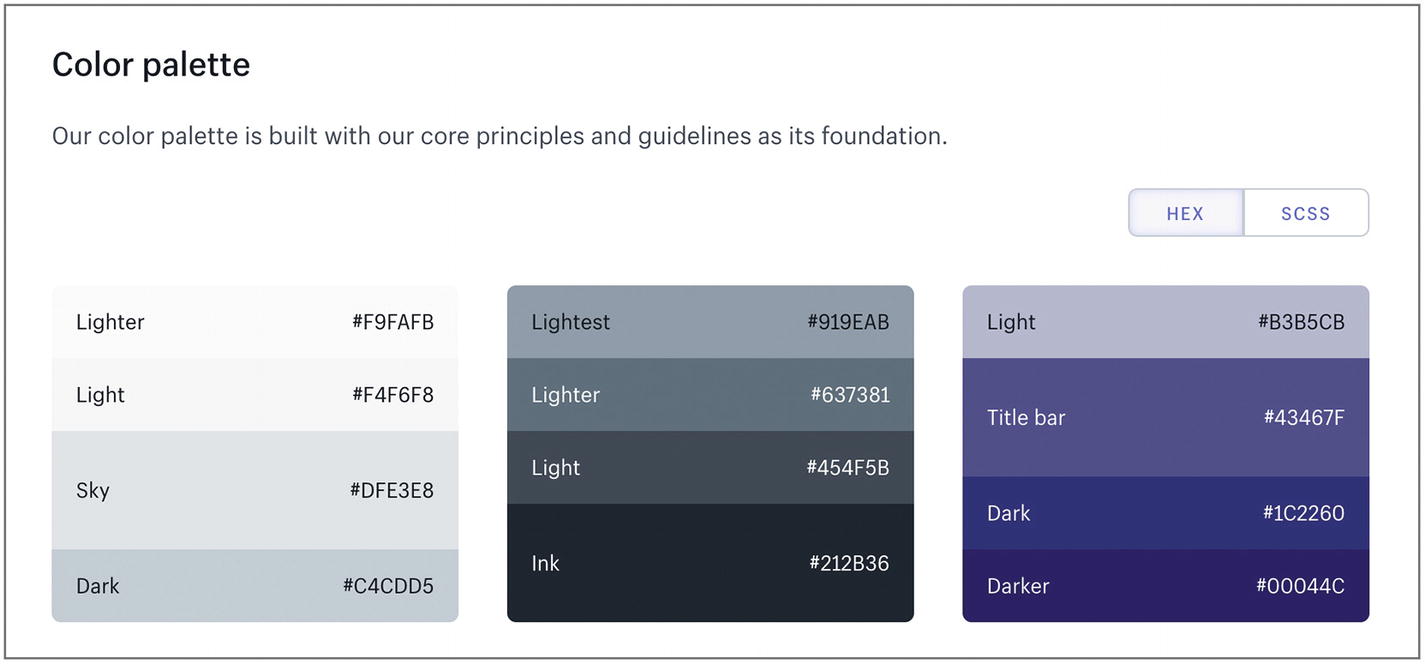 Color palette
Our color palette is built with our core principles and guidelines as its foundation.
HEX SCSS
Lighter #F9FAFB
Light #F4F6F8
Sky #DFE3E8
Dark #C4CDD5
Lightest #919EAB
Lighter #637381
Light #454F5B
Ink #212B36
Light #B3B5CB
Title bar #43467F
Dark #1C2260
Darker #00044C